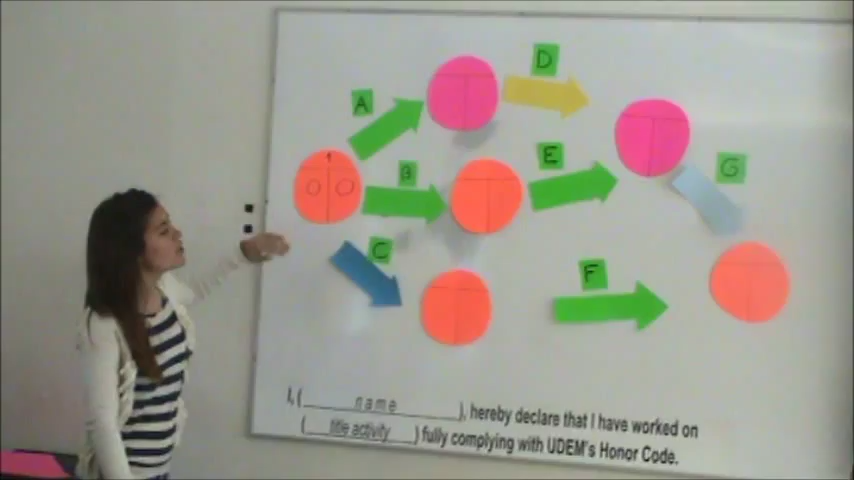 D
A
E
G
1
B
0 0
C
F
I, ( name ), hereby declare that I have worked on
( title activity ) fully complying with UDEM's Honor Code.